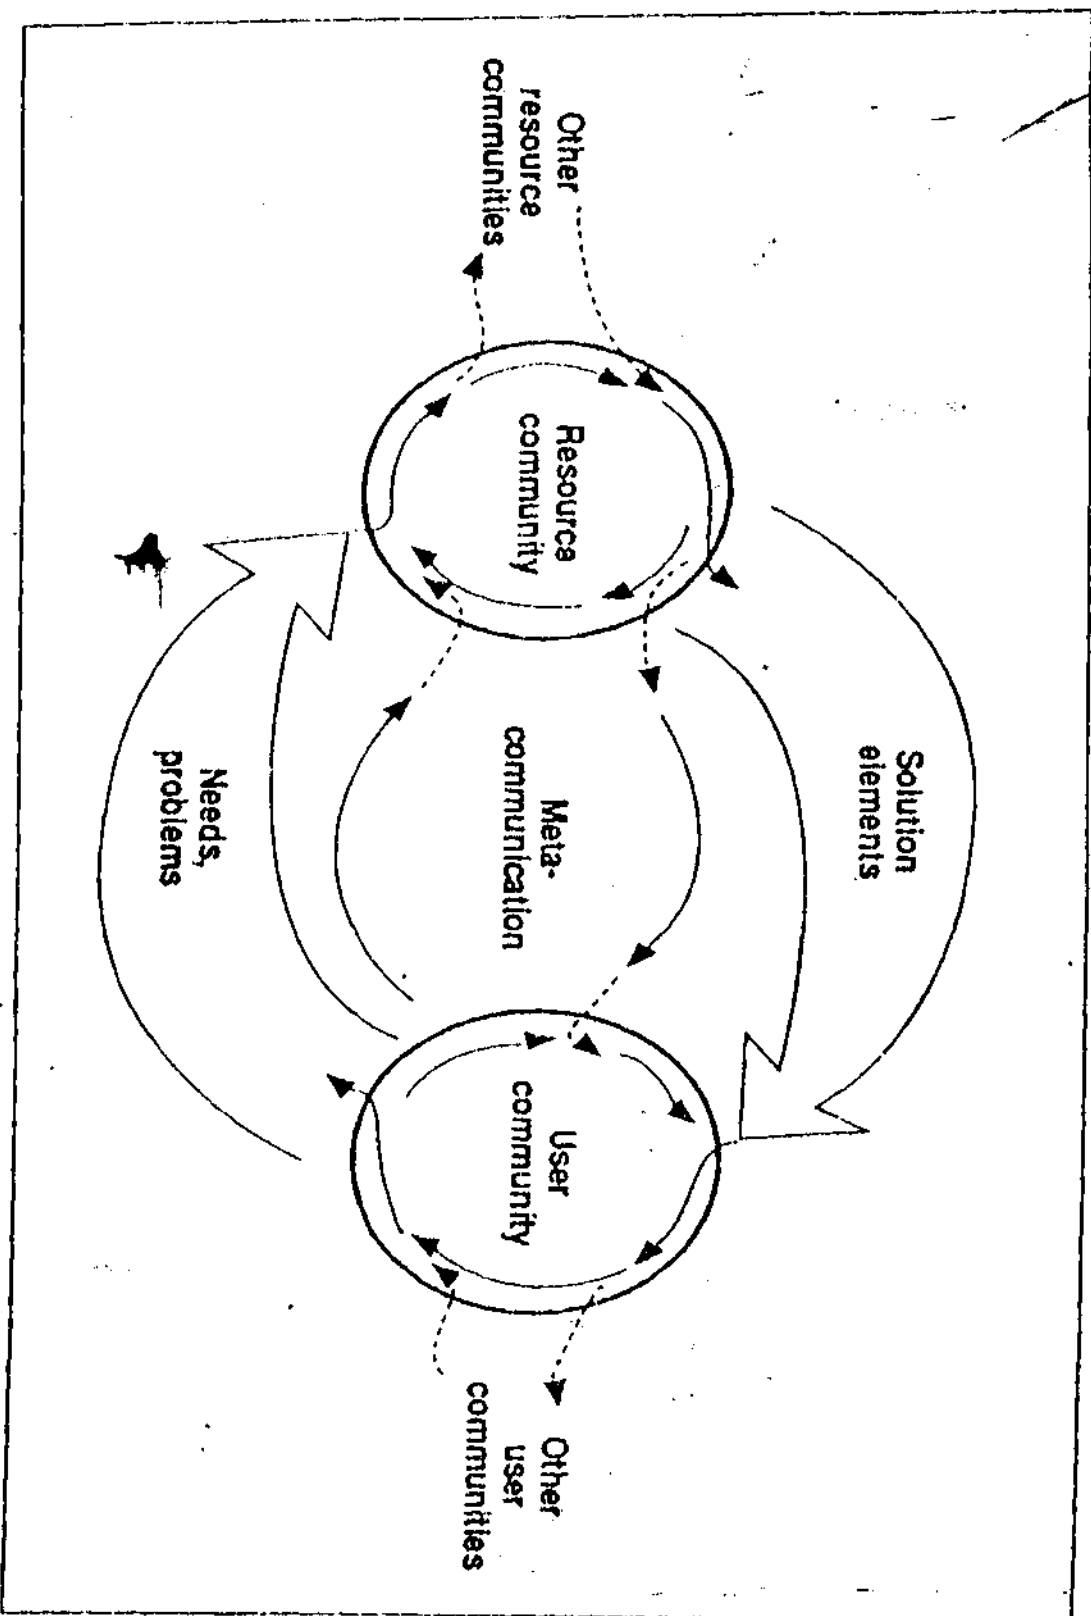 Solution
elements
Other
resource
communities
Resource
community
Meta-
communication
User
community
Other
user
communities
Needs,
problems